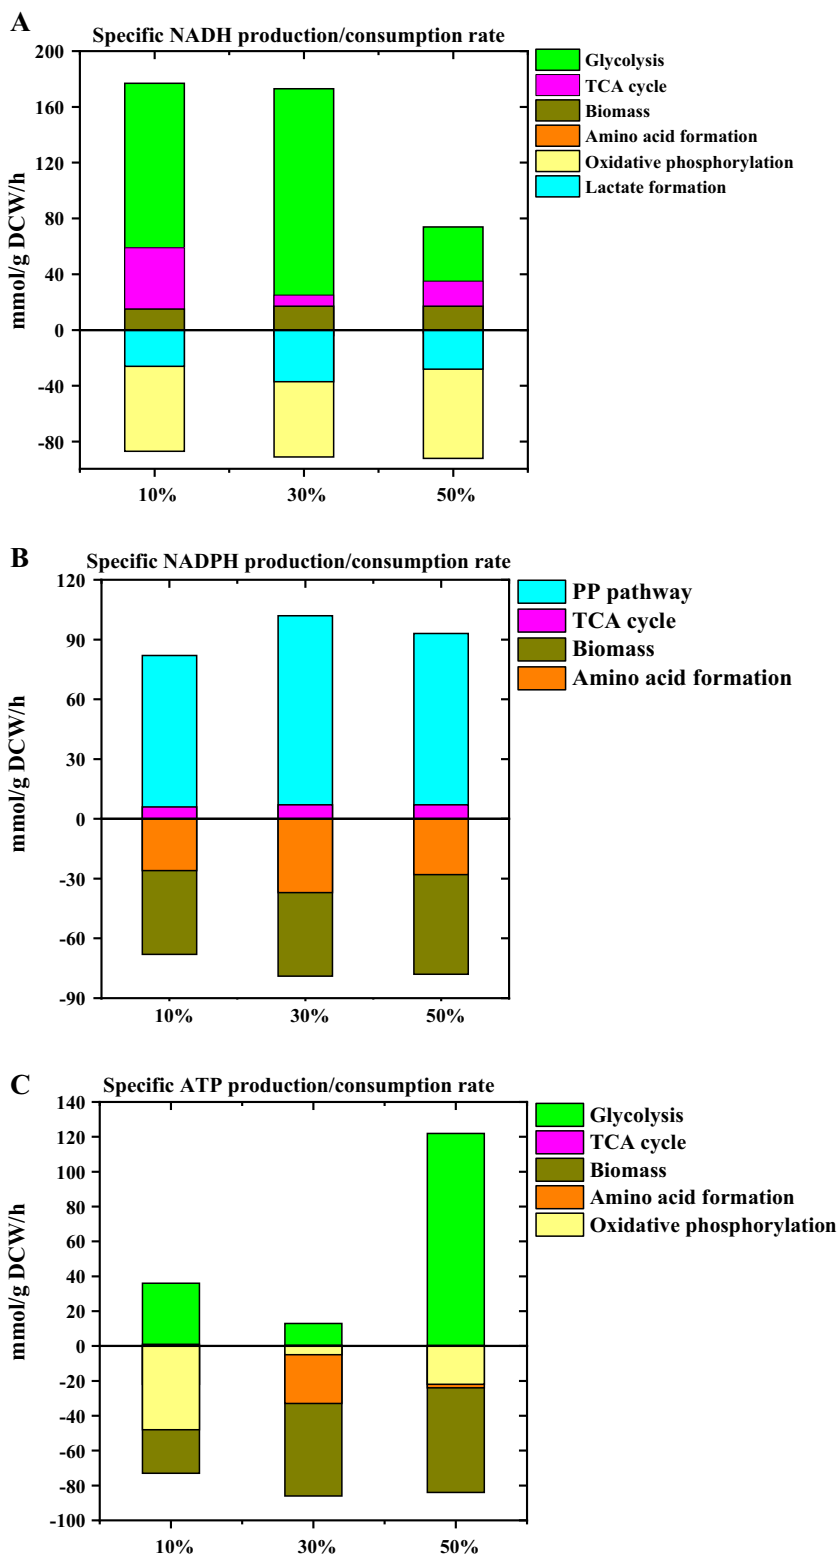 A
Specific NADH production/consumption rate
200
160
120
80
40
0
-40
-80
mmol/g DCW/h
10%
30%
50%
Glycolysis
TCA cycle
Biomass
Amino acid formation
Oxidative phosphorylation
Lactate formation
B
Specific NADPH production/consumption rate
120
90
60
30
0
-30
-60
-90
mmol/g DCW/h
10%
30%
50%
PP pathway
TCA cycle
Biomass
Amino acid formation
C
Specific ATP production/consumption rate
140
120
100
80
60
40
20
0
-20
-40
-60
-80
-100
mmol/g DCW/h
10%
30%
50%
Glycolysis
TCA cycle
Biomass
Amino acid formation
Oxidative phosphorylation